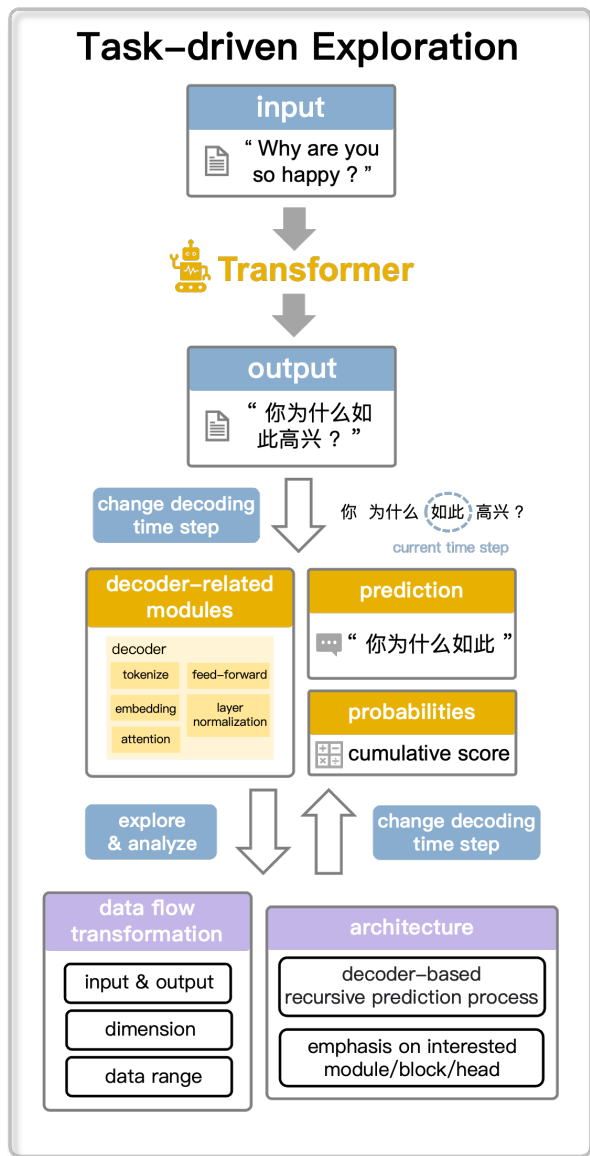 Task-driven Exploration
input
“ Why are you
so happy ? ”
Transformer
output
“ 你为什么如
此高兴 ？ ”
change decoding
time step
你 为什么 如此 高兴 ?
current time step
decoder-related
modules
decoder
tokenize
feed-forward
embedding
layer
normalization
attention
prediction
“ 你为什么如此 ”
probabilities
cumulative score
explore
& analyze
change decoding
time step
data flow
transformation
input & output
dimension
data range
architecture
decoder-based
recursive prediction process
emphasis on interested
module/block/head